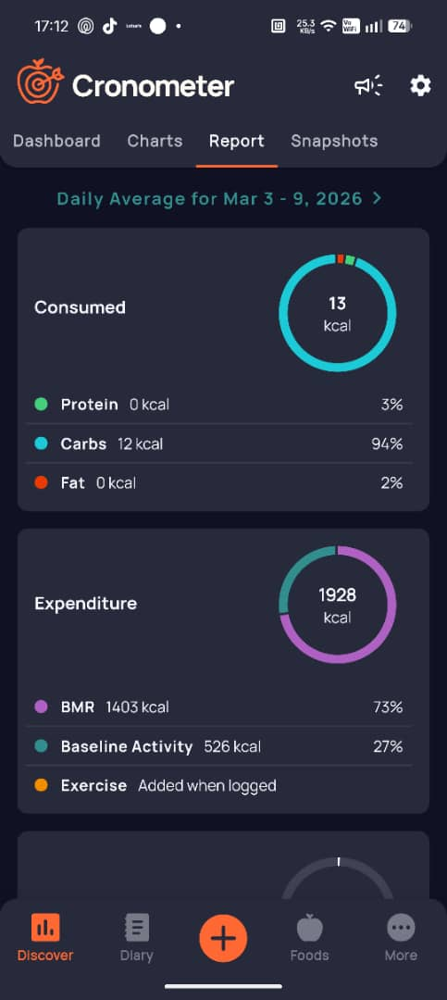 17:12
25.3 KB/s
Vo WiFi
74
Cronometer
Dashboard Charts Report Snapshots
Daily Average for Mar 3 - 9, 2026
Consumed
13
kcal
Protein 0 kcal 3%
Carbs 12 kcal 94%
Fat 0 kcal 2%
Expenditure
1928
kcal
BMR 1403 kcal 73%
Baseline Activity 526 kcal 27%
Exercise Added when logged
Discover Diary Foods More